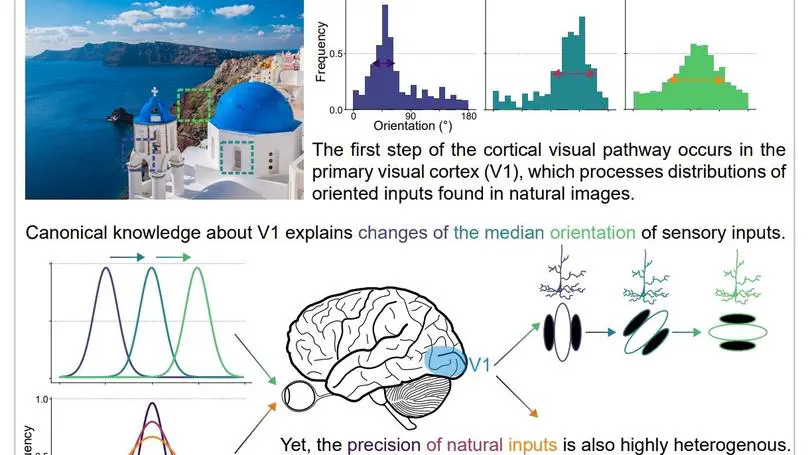 Frequency
0.5
0.0
0
90
180
Orientation (°)
The first step of the cortical visual pathway occurs in the
primary visual cortex (V1), which processes distributions of
oriented inputs found in natural images.
Canonical knowledge about V1 explains changes of the median orientation of sensory inputs.
V1
1.0
Yet, the precision of natural inputs is also highly heterogenous.